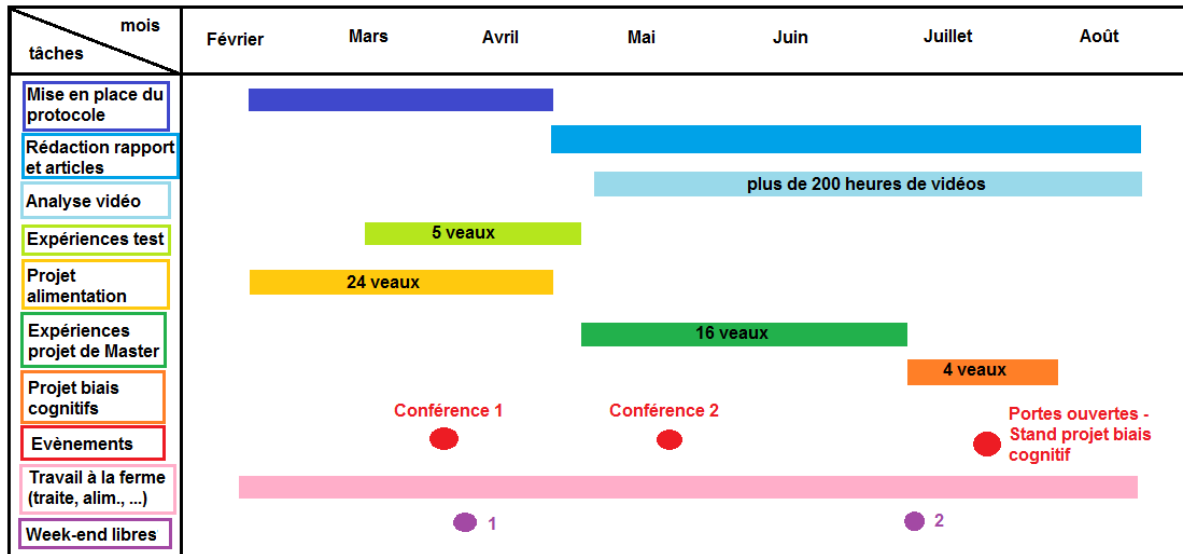 mois
tâches
Février Mars Avril Mai Juin Juillet Août
Mise en place du
protocole
Rédaction rapport
et articles
Analyse vidéo
plus de 200 heures de vidéos
Expériences test
5 veaux
Projet
alimentation
24 veaux
Expériences
projet de Master
16 veaux
Projet biais
cognitifs
4 veaux
Evènements
Conférence 1
Conférence 2
Portes ouvertes -
Stand projet biais
cognitif
Travail à la ferme
(traite, alim., ...)
Week-end libres
1
2